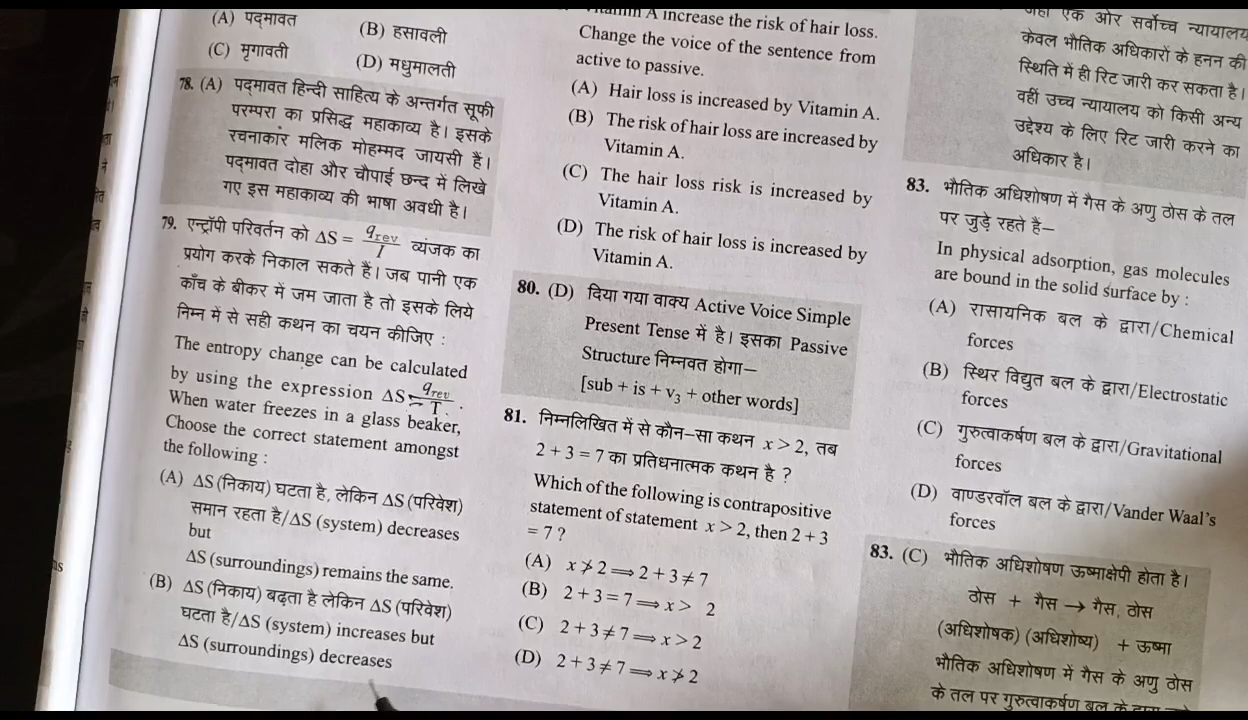 (A) पद्मावत
(B) हसावली
(C) मृगावती
(D) मधुमालती
78. (A) पद्मावत हिन्दी साहित्य के अन्तर्गत सूफी
परम्परा का प्रसिद्ध महाकाव्य है। इसके
रचनाकार मलिक मोहम्मद जायसी हैं।
पद्मावत दोहा और चौपाई छन्द में लिखे
गए इस महाकाव्य की भाषा अवधी है।
79. एन्ट्रॉपी परिवर्तन को ΔS = q_rev/T व्यंजक का
प्रयोग करके निकाल सकते हैं। जब पानी एक
काँच के बीकर में जम जाता है तो इसके लिये
निम्न में से सही कथन का चयन कीजिए :
The entropy change can be calculated
by using the expression ΔS = q_rev/T.
When water freezes in a glass beaker,
Choose the correct statement amongst
the following :
(A) ΔS (निकाय) घटता है, लेकिन ΔS (परिवेश)
समान रहता है/ΔS (system) decreases
but
ΔS (surroundings) remains the same.
(B) ΔS (निकाय) बढ़ता है लेकिन ΔS (परिवेश)
घटता है/ΔS (system) increases but
ΔS (surroundings) decreases
A increase the risk of hair loss.
Change the voice of the sentence from
active to passive.
(A) Hair loss is increased by Vitamin A.
(B) The risk of hair loss are increased by
Vitamin A.
(C) The hair loss risk is increased by
Vitamin A.
(D) The risk of hair loss is increased by
Vitamin A.
80. (D) दिया गया वाक्य Active Voice Simple
Present Tense में है। इसका Passive
Structure निम्नवत होगा—
[sub + is + v₃ + other words]
81. निम्नलिखित में से कौन-सा कथन x > 2, तब
2 + 3 = 7 का प्रतिधनात्मक कथन है ?
Which of the following is contrapositive
statement of statement x > 2, then 2 + 3
= 7 ?
(A) x ≯ 2 ⟹ 2 + 3 ≠ 7
(B) 2 + 3 = 7 ⟹ x > 2
(C) 2 + 3 ≠ 7 ⟹ x > 2
(D) 2 + 3 ≠ 7 ⟹ x ≯ 2
एक ओर सर्वोच्च न्यायालय
केवल भौतिक अधिकारों के हनन की
स्थिति में ही रिट जारी कर सकता है।
वहीं उच्च न्यायालय को किसी अन्य
उद्देश्य के लिए रिट जारी करने का
अधिकार है।
83. भौतिक अधिशोषण में गैस के अणु ठोस के तल
पर जुड़े रहते हैं—
In physical adsorption, gas molecules
are bound in the solid surface by :
(A) रासायनिक बल के द्वारा/Chemical
forces
(B) स्थिर विद्युत बल के द्वारा/Electrostatic
forces
(C) गुरुत्वाकर्षण बल के द्वारा/Gravitational
forces
(D) वाण्डरवॉल बल के द्वारा/Vander Waal's
forces
83. (C) भौतिक अधिशोषण ऊष्माक्षेपी होता है।
ठोस + गैस → गैस, ठोस
(अधिशोषक) (अधिशोष्य) + ऊष्मा
भौतिक अधिशोषण में गैस के अणु ठोस
के तल पर गुरुत्वाकर्षण बल के